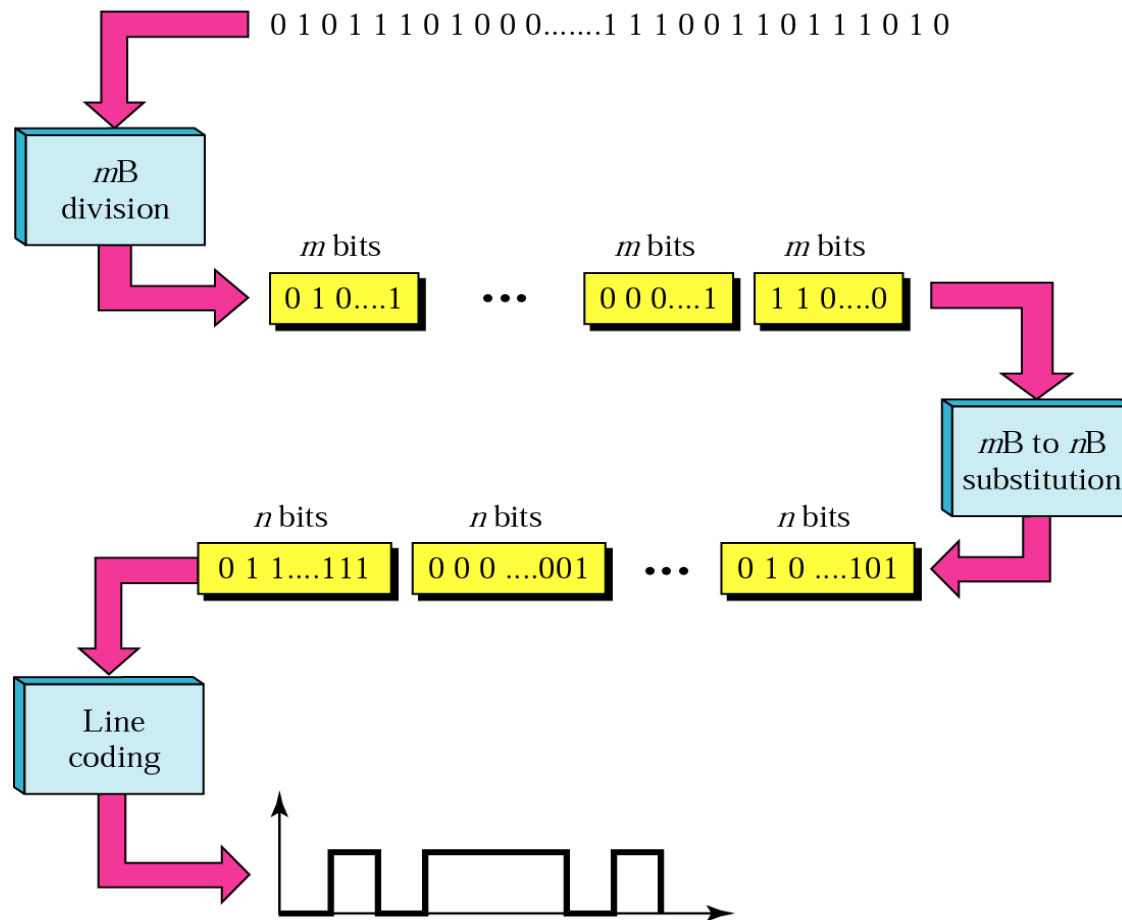 0 1 0 1 1 1 0 1 0 0 0.......1 1 1 0 0 1 1 0 1 1 1 0 1 0
mB
division
m bits m bits m bits
0 1 0....1 ... 0 0 0....1 1 1 0....0
mB to nB
substitution
n bits n bits n bits
0 1 1....111 0 0 0 ....001 ... 0 1 0 ....101
Line
coding